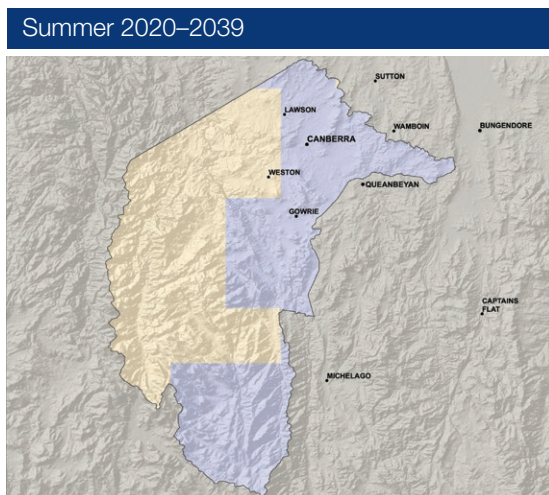 Summer 2020–2039
SUTTON
LAWSON
WAMBOIN
BUNGENDORE
CANBERRA
WESTON
QUEANBEYAN
GOWRIE
CAPTAINS
FLAT
MICHELAGO